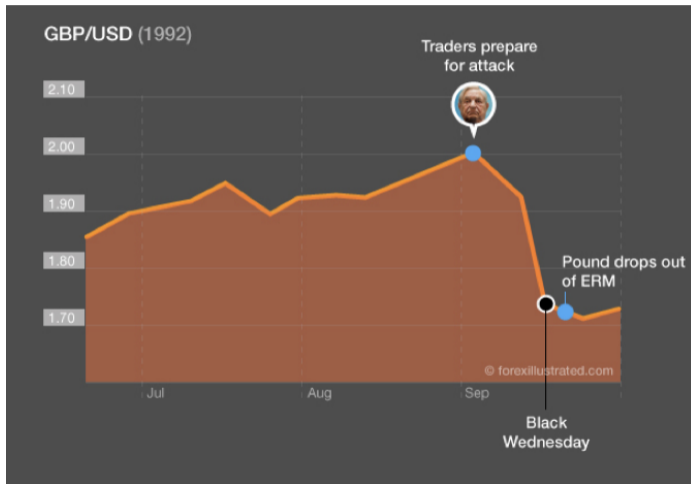 GBP/USD (1992)
Traders prepare
for attack
2.10
2.00
1.90
1.80
1.70
Pound drops out
of ERM
© forexillustrated.com
Jul
Aug
Sep
Black
Wednesday